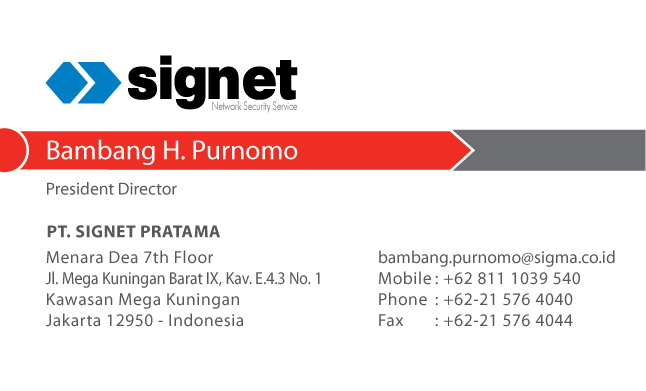 signet
Network Security Service
Bambang H. Purnomo
President Director
PT. SIGNET PRATAMA
Menara Dea 7th Floor
Jl. Mega Kuningan Barat IX, Kav. E.4.3 No. 1
Kawasan Mega Kuningan
Jakarta 12950 - Indonesia
bambang.purnomo@sigma.co.id
Mobile : +62 811 1039 540
Phone : +62-21 576 4040
Fax : +62-21 576 4044